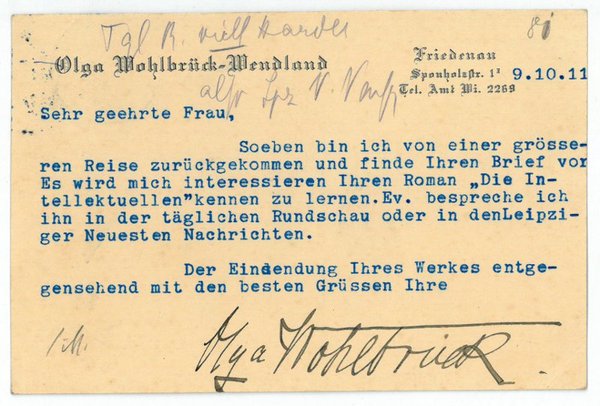 Tgl R. viell
Olga Wohlbrück-Wendland
Friedenau
Sponholzstr. 1¹
Tel. Amt Wi. 2269
9.10.11
Sehr geehrte Frau,
Soeben bin ich von einer grösse-
ren Reise zurückgekommen und finde Ihren Brief vor
Es wird mich interessieren Ihren Roman „Die In-
tellektuellen"kennen zu lernen.Ev. bespreche ich
ihn in der täglichen Rundschau oder in denLeipzi-
ger Neuesten Nachrichten.
Der Eindendung Ihres Werkes entge-
gensehend mit den besten Grüssen Ihre
Olga Wohlbrück.